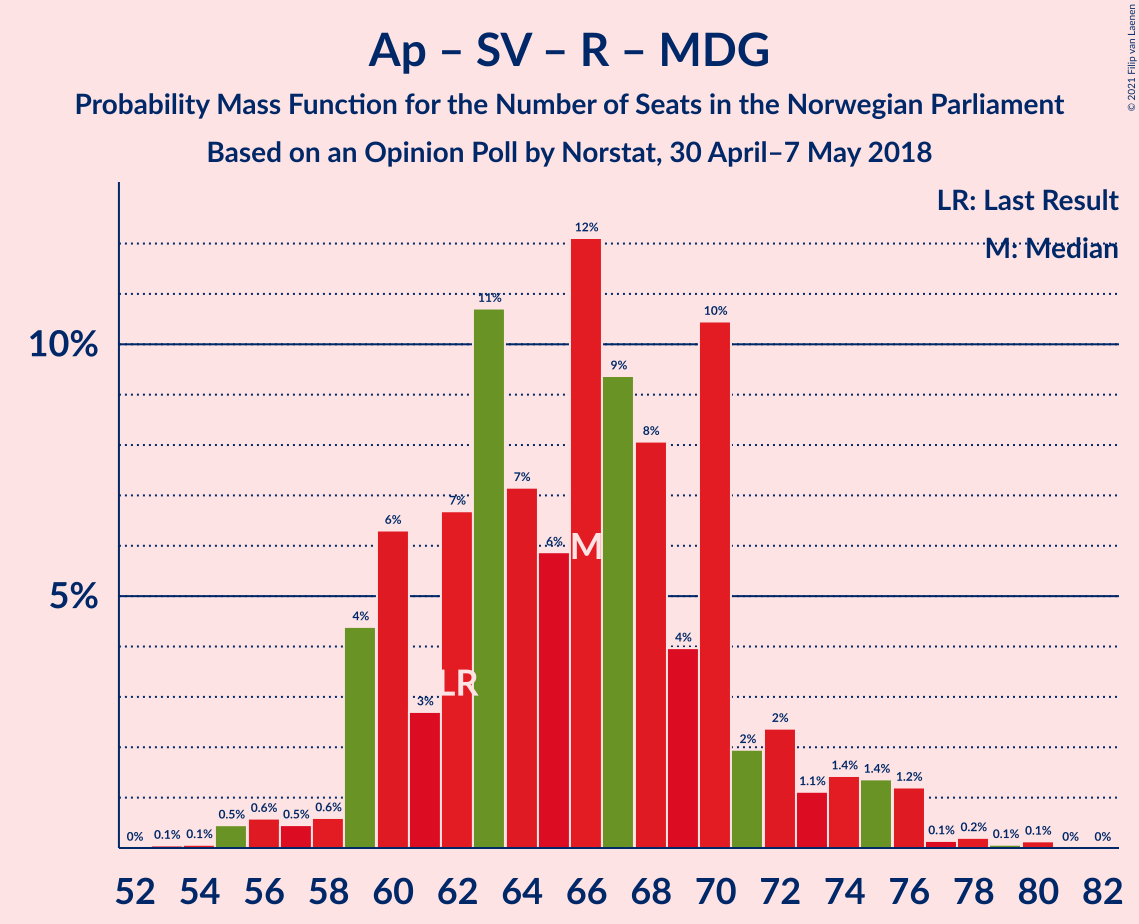 © 2021 Filip van Laenen
Ap – SV – R – MDG
Probability Mass Function for the Number of Seats in the Norwegian Parliament
Based on an Opinion Poll by Norstat, 30 April–7 May 2018
LR: Last Result
M: Median
10%
5%
0% 0.1% 0.1% 0.5% 0.6% 0.5% 0.6% 4% 6% 3% 7% 11% 7% 6% 12% 9% 8% 4% 10% 2% 2% 1.1% 1.4% 1.4% 1.2% 0.1% 0.2% 0.1% 0.1% 0% 0%
LR
M
52 54 56 58 60 62 64 66 68 70 72 74 76 78 80 82